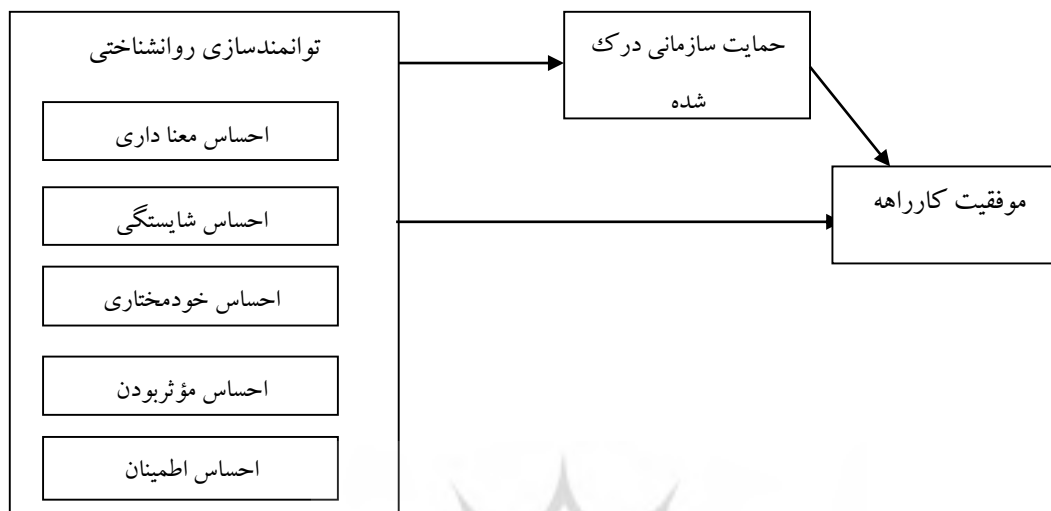 توانمندسازی روانشناختی
احساس معنا داری
احساس شایستگی
احساس خودمختاری
احساس مؤثربودن
احساس اطمینان
حمایت سازمانی درک
شده
موفقیت کارراهه